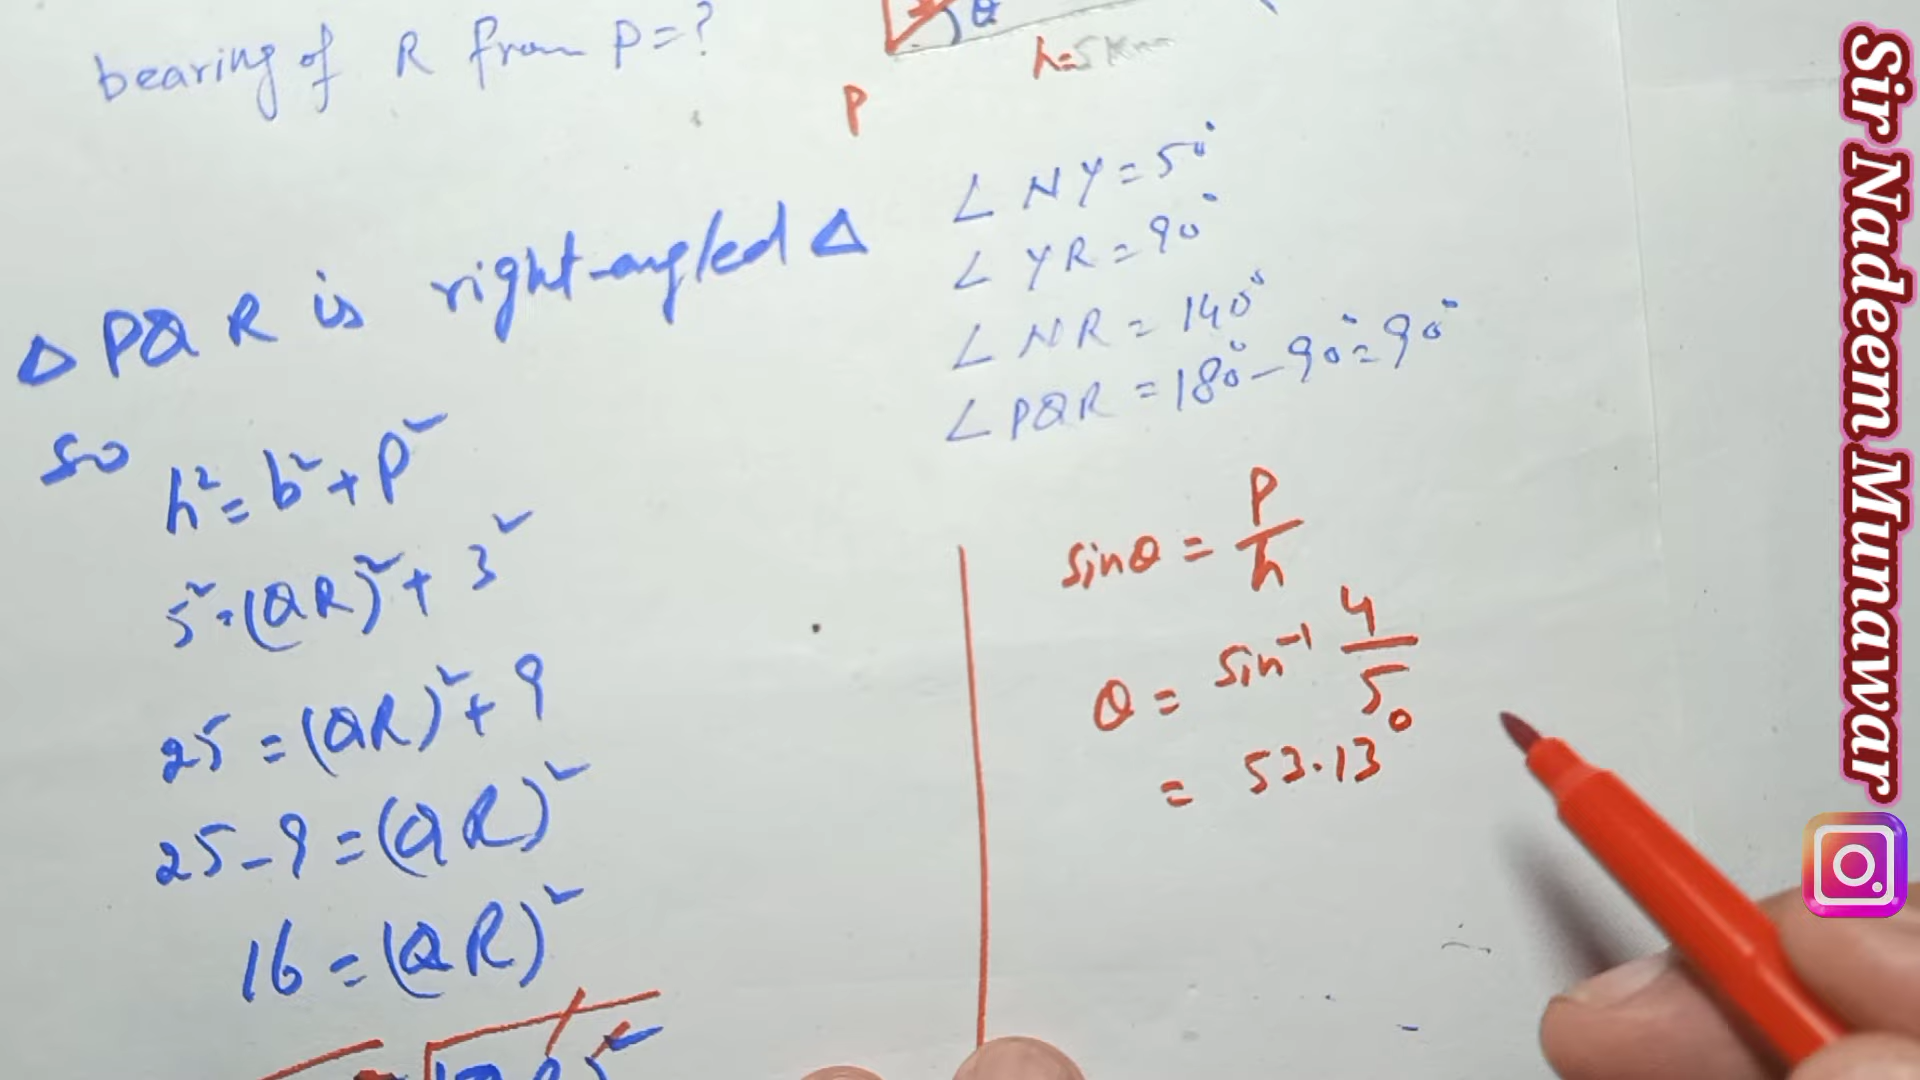 bearing of R from P=?
θ
h=5 Km
P
∠ NY = 50°
∠ YR = 90°
∠ NR = 140°
∠ PQR = 180° - 90° = 90°
△ PQR is right-angled △
so
h² = b² + p²
5² = (QR)² + 3²
25 = (QR)² + 9
25 - 9 = (QR)²
16 = (QR)²
sinθ = P/h
θ = sin⁻¹ 4/5
= 53.13°
Sir Nadeem Munawar